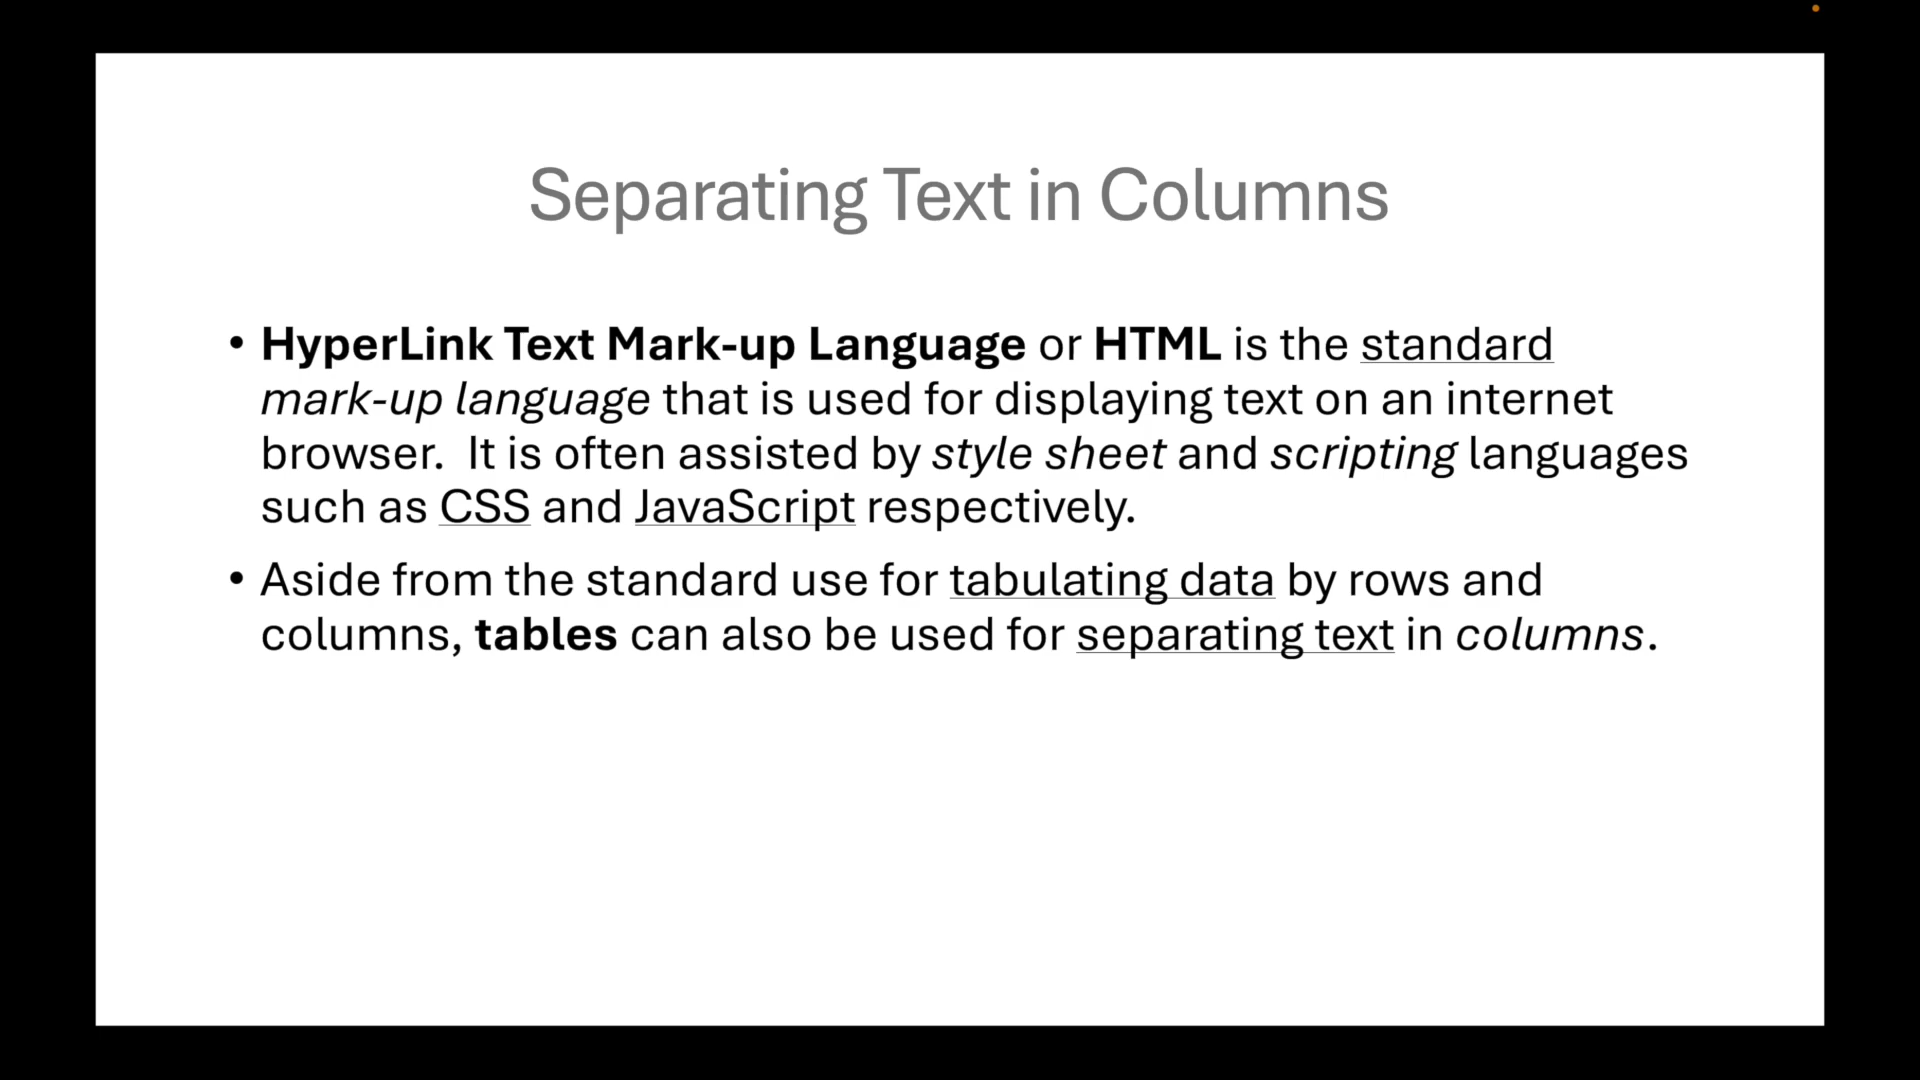 Separating Text in Columns
• HyperLink Text Mark-up Language or HTML is the standard
mark-up language that is used for displaying text on an internet
browser.  It is often assisted by style sheet and scripting languages
such as CSS and JavaScript respectively.
• Aside from the standard use for tabulating data by rows and
columns, tables can also be used for separating text in columns.